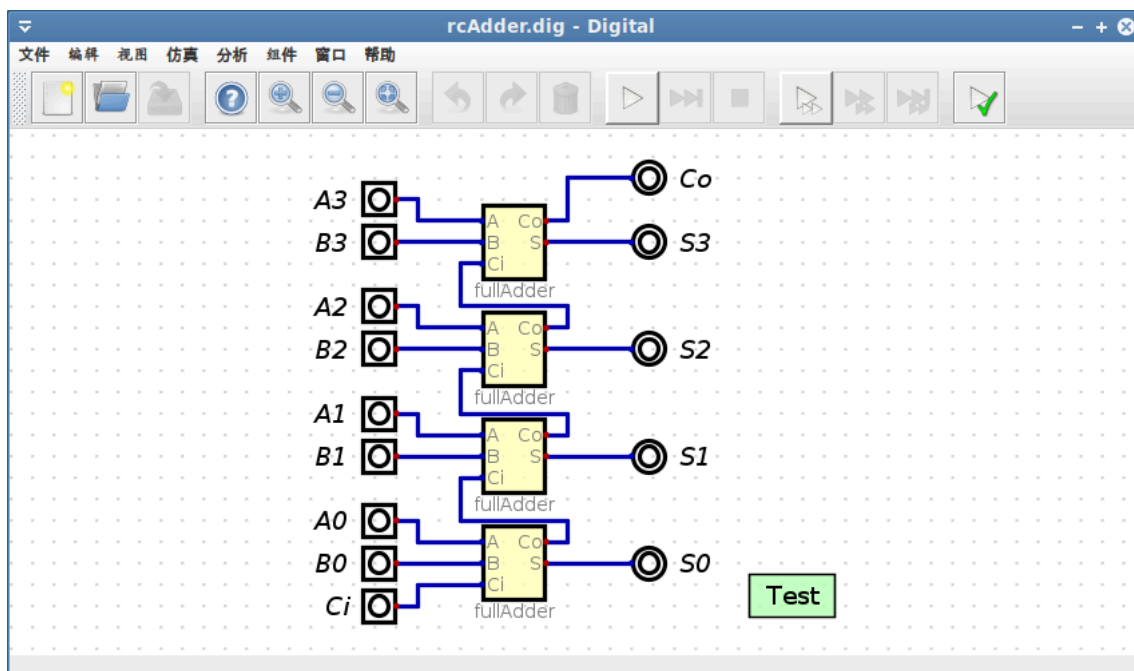 rcAdder.dig - Digital
文件 编辑 视图 仿真 分析 组件 窗口 帮助
Co
A3
A Co
S3
B3
B S
Ci
fullAdder
A2
A Co
B2
B S
S2
Ci
fullAdder
A1
A Co
B1
B S
S1
Ci
fullAdder
A0
A Co
B0
B S
S0
Ci
Ci
fullAdder
Test